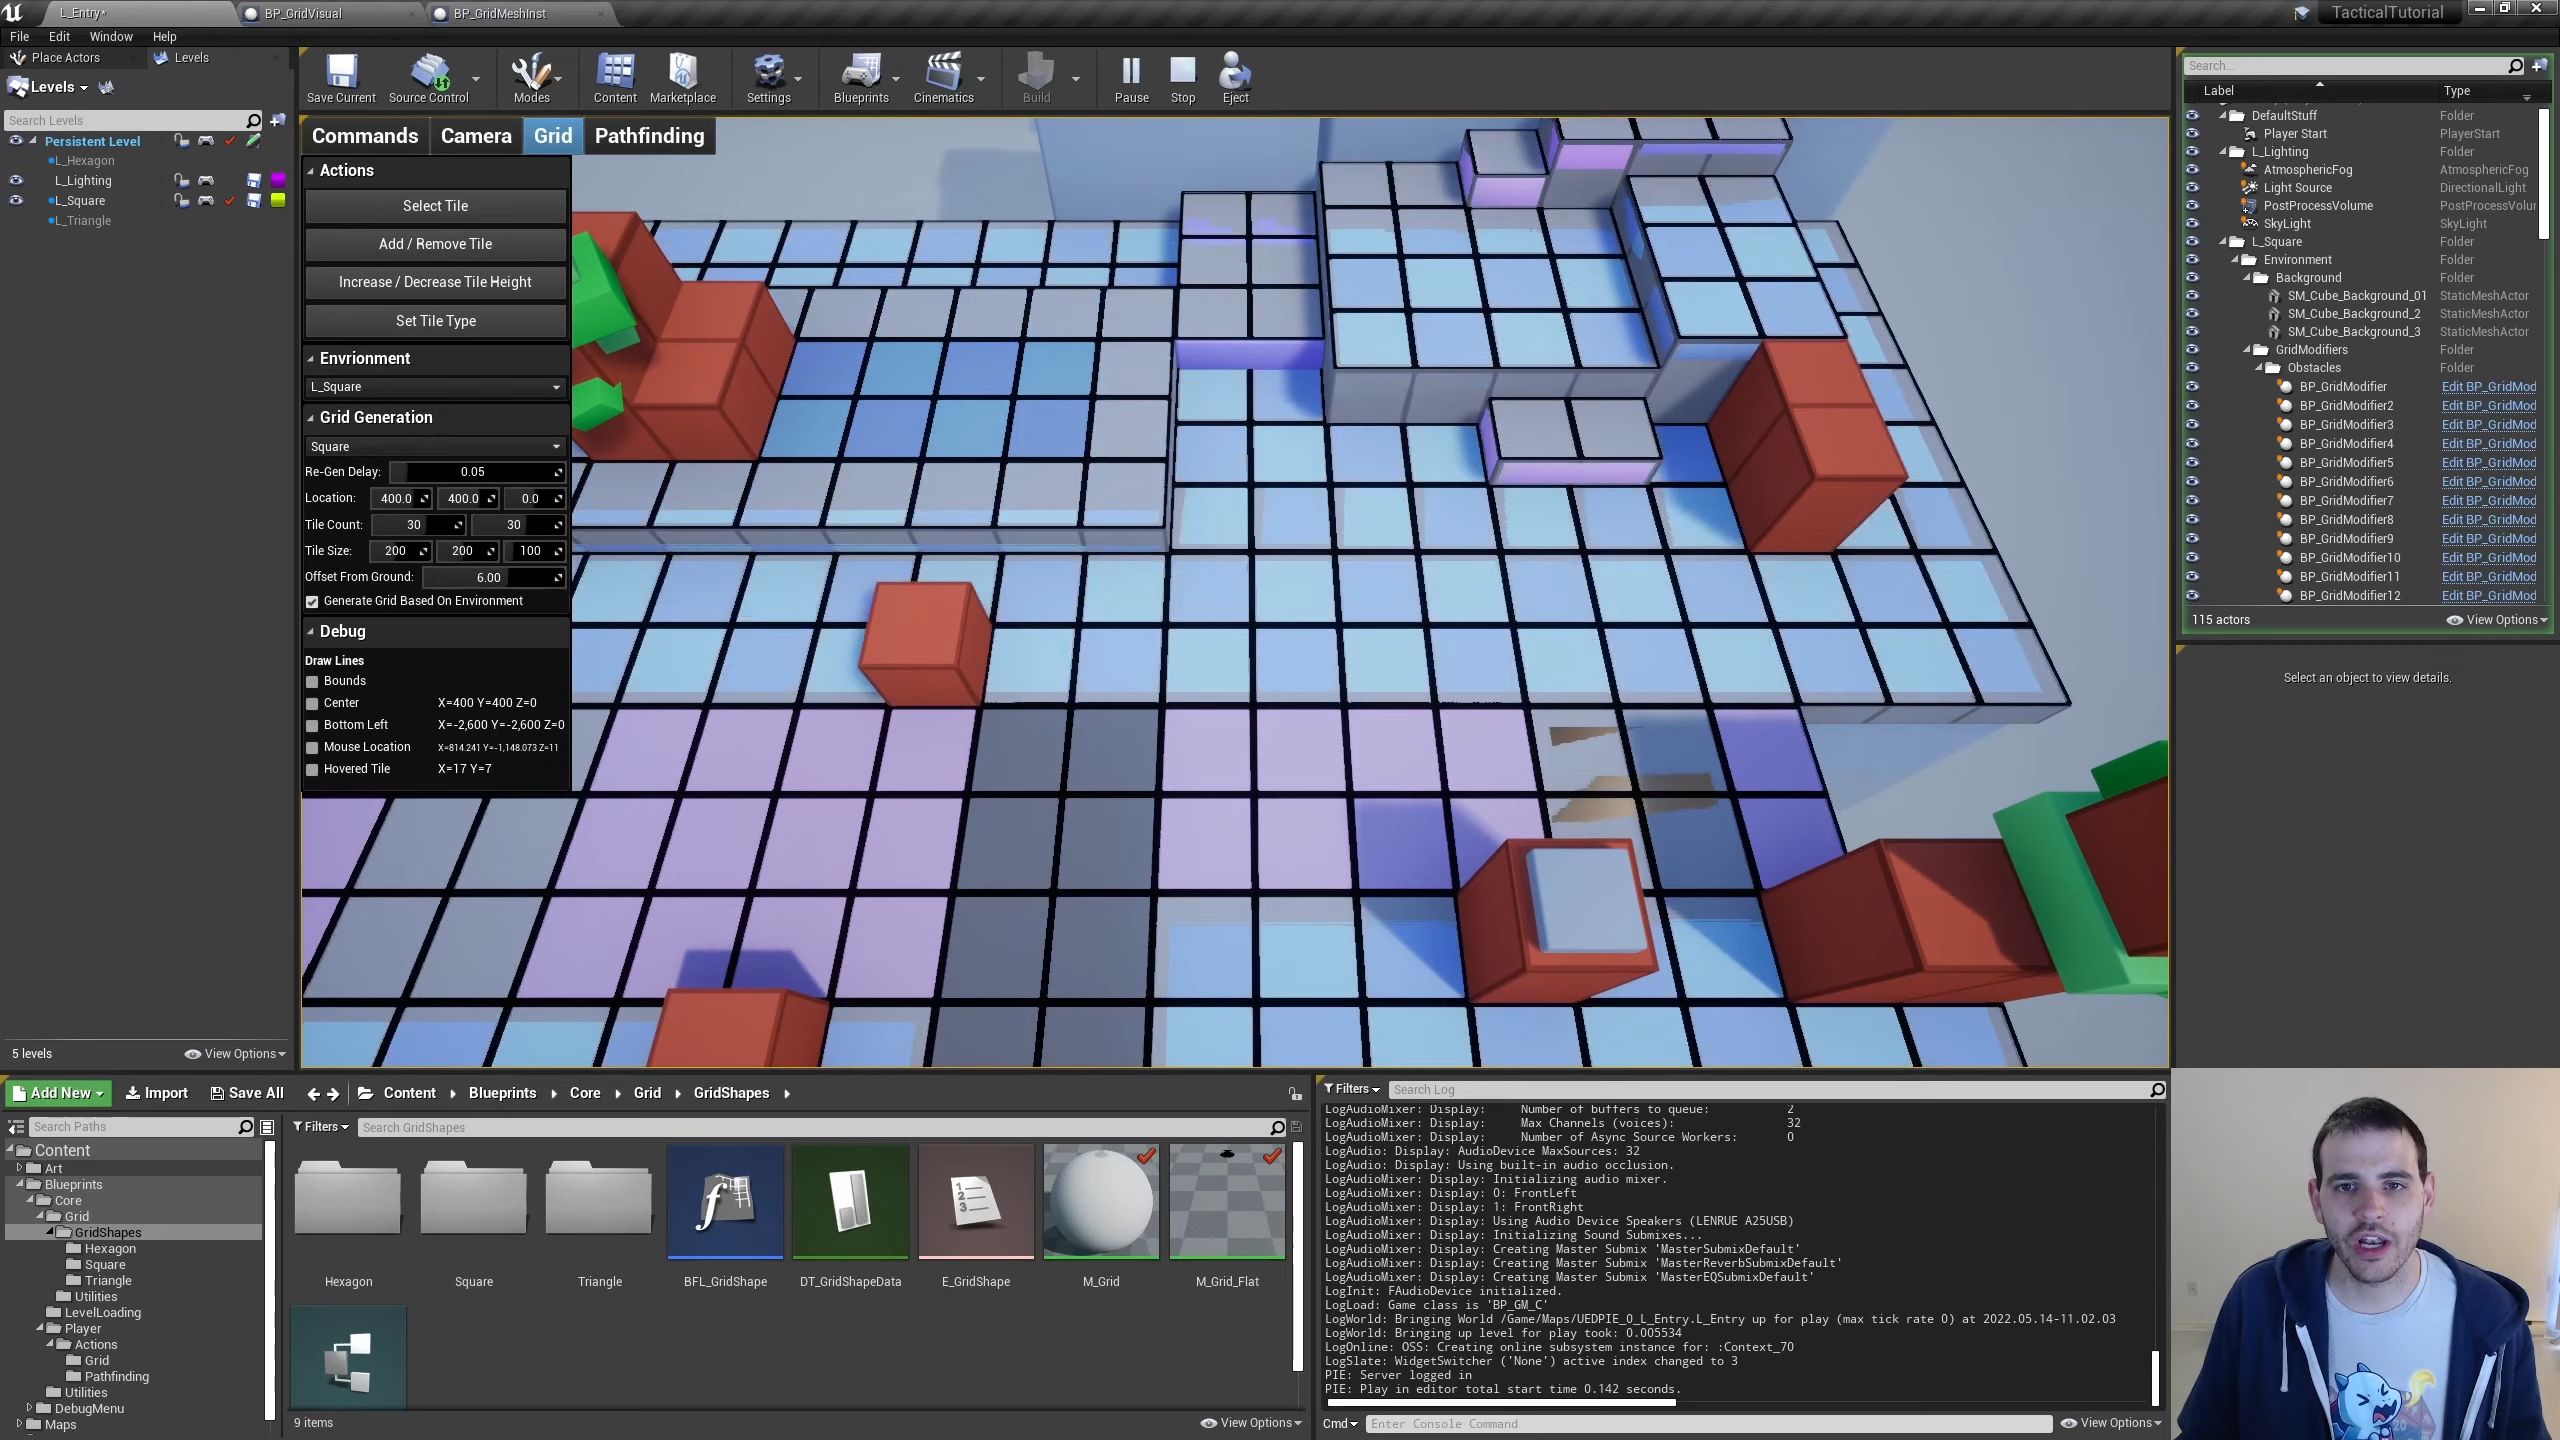 L_Entry*
BP_GridVisual
BP_GridMeshInst
TacticalTutorial
File Edit Window Help
Place Actors
Levels
Levels
Search Levels
Persistent Level
L_Hexagon
L_Lighting
L_Square
L_Triangle
5 levels
View Options
Save Current
Source Control
Modes
Content
Marketplace
Settings
Blueprints
Cinematics
Build
Pause
Stop
Eject
Commands
Camera
Grid
Pathfinding
Actions
Select Tile
Add / Remove Tile
Increase / Decrease Tile Height
Set Tile Type
Envrionment
L_Square
Grid Generation
Square
Re-Gen Delay: 0.05
Location: 400.0 400.0 0.0
Tile Count: 30 30
Tile Size: 200 200 100
Offset From Ground: 6.00
Generate Grid Based On Environment
Debug
Draw Lines
Bounds
Center X=400 Y=400 Z=0
Bottom Left X=-2,600 Y=-2,600 Z=0
Mouse Location X=814.241 Y=-1,148.073 Z=11
Hovered Tile X=17 Y=7
Search...
Label Type
DefaultStuff Folder
Player Start PlayerStart
L_Lighting Folder
AtmosphericFog AtmosphericFog
Light Source DirectionalLight
PostProcessVolume PostProcessVolur
SkyLight SkyLight
L_Square Folder
Environment Folder
Background Folder
SM_Cube_Background_01 StaticMeshActor
SM_Cube_Background_2 StaticMeshActor
SM_Cube_Background_3 StaticMeshActor
GridModifiers Folder
Obstacles Folder
BP_GridModifier Edit BP_GridMod
BP_GridModifier2 Edit BP_GridMod
BP_GridModifier3 Edit BP_GridMod
BP_GridModifier4 Edit BP_GridMod
BP_GridModifier5 Edit BP_GridMod
BP_GridModifier6 Edit BP_GridMod
BP_GridModifier7 Edit BP_GridMod
BP_GridModifier8 Edit BP_GridMod
BP_GridModifier9 Edit BP_GridMod
BP_GridModifier10 Edit BP_GridMod
BP_GridModifier11 Edit BP_GridMod
BP_GridModifier12 Edit BP_GridMod
115 actors
View Options
Select an object to view details.
Add New
Import
Save All
Content
Blueprints
Core
Grid
GridShapes
Search Paths
Content
Art
Blueprints
Core
Grid
GridShapes
Hexagon
Square
Triangle
Utilities
LevelLoading
Player
Actions
Grid
Pathfinding
Utilities
DebugMenu
Maps
Filters
Search GridShapes
Hexagon
Square
Triangle
BFL_GridShape
DT_GridShapeData
E_GridShape
M_Grid
M_Grid_Flat
9 items
View Options
Filters
Search Log
LogAudioMixer: Display: Number of buffers to queue: 2
LogAudioMixer: Display: Max Channels (voices): 32
LogAudioMixer: Display: Number of Async Source Workers: 0
LogAudio: Display: AudioDevice MaxSources: 32
LogAudio: Display: Using built-in audio occlusion.
LogAudioMixer: Display: Initializing audio mixer.
LogAudioMixer: Display: 0: FrontLeft
LogAudioMixer: Display: 1: FrontRight
LogAudioMixer: Display: Using Audio Device Speakers (LENRUE A25USB)
LogAudioMixer: Display: Initializing Sound Submixes...
LogAudioMixer: Display: Creating Master Submix 'MasterSubmixDefault'
LogAudioMixer: Display: Creating Master Submix 'MasterReverbSubmixDefault'
LogAudioMixer: Display: Creating Master Submix 'MasterEQSubmixDefault'
LogInit: FAudioDevice initialized.
LogLoad: Game class is 'BP_GM_C'
LogWorld: Bringing World /Game/Maps/UEDPIE_0_L_Entry.L_Entry up for play (max tick rate 0) at 2022.05.14-11.02.03
LogWorld: Bringing up level for play took: 0.005534
LogOnline: OSS: Creating online subsystem instance for: :Context_70
LogSlate: WidgetSwitcher ('None') active index changed to 3
PIE: Server logged in
PIE: Play in editor total start time 0.142 seconds.
Cmd
Enter Console Command
View Options